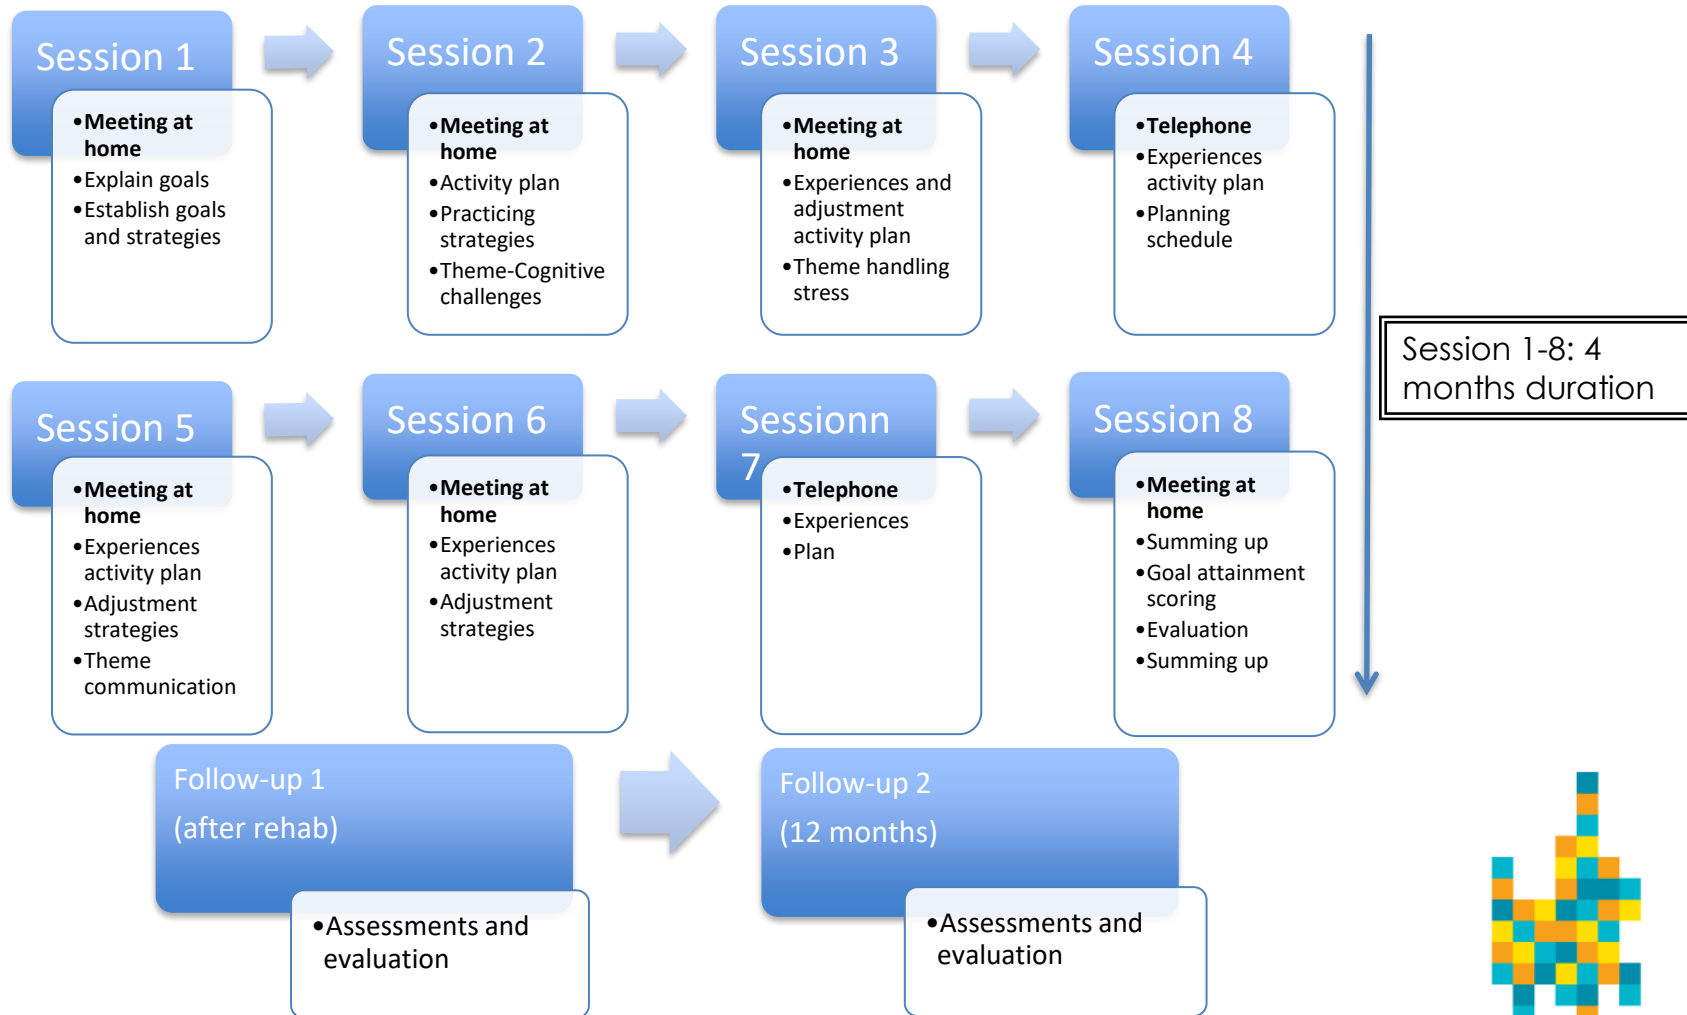 Session 1
•Meeting at
home
•Explain goals
•Establish goals
and strategies
Session 2
•Meeting at
home
•Activity plan
•Practicing
strategies
•Theme-Cognitive
challenges
Session 3
•Meeting at
home
•Experiences and
adjustment
activity plan
•Theme handling
stress
Session 4
•Telephone
•Experiences
activity plan
•Planning
schedule
Session 1-8: 4
months duration
Session 5
•Meeting at
home
•Experiences
activity plan
•Adjustment
strategies
•Theme
communication
Session 6
•Meeting at
home
•Experiences
activity plan
•Adjustment
strategies
Sessionn
7
•Telephone
•Experiences
•Plan
Session 8
•Meeting at
home
•Summing up
•Goal attainment
scoring
•Evaluation
•Summing up
Follow-up 1
(after rehab)
•Assessments and
evaluation
Follow-up 2
(12 months)
•Assessments and
evaluation